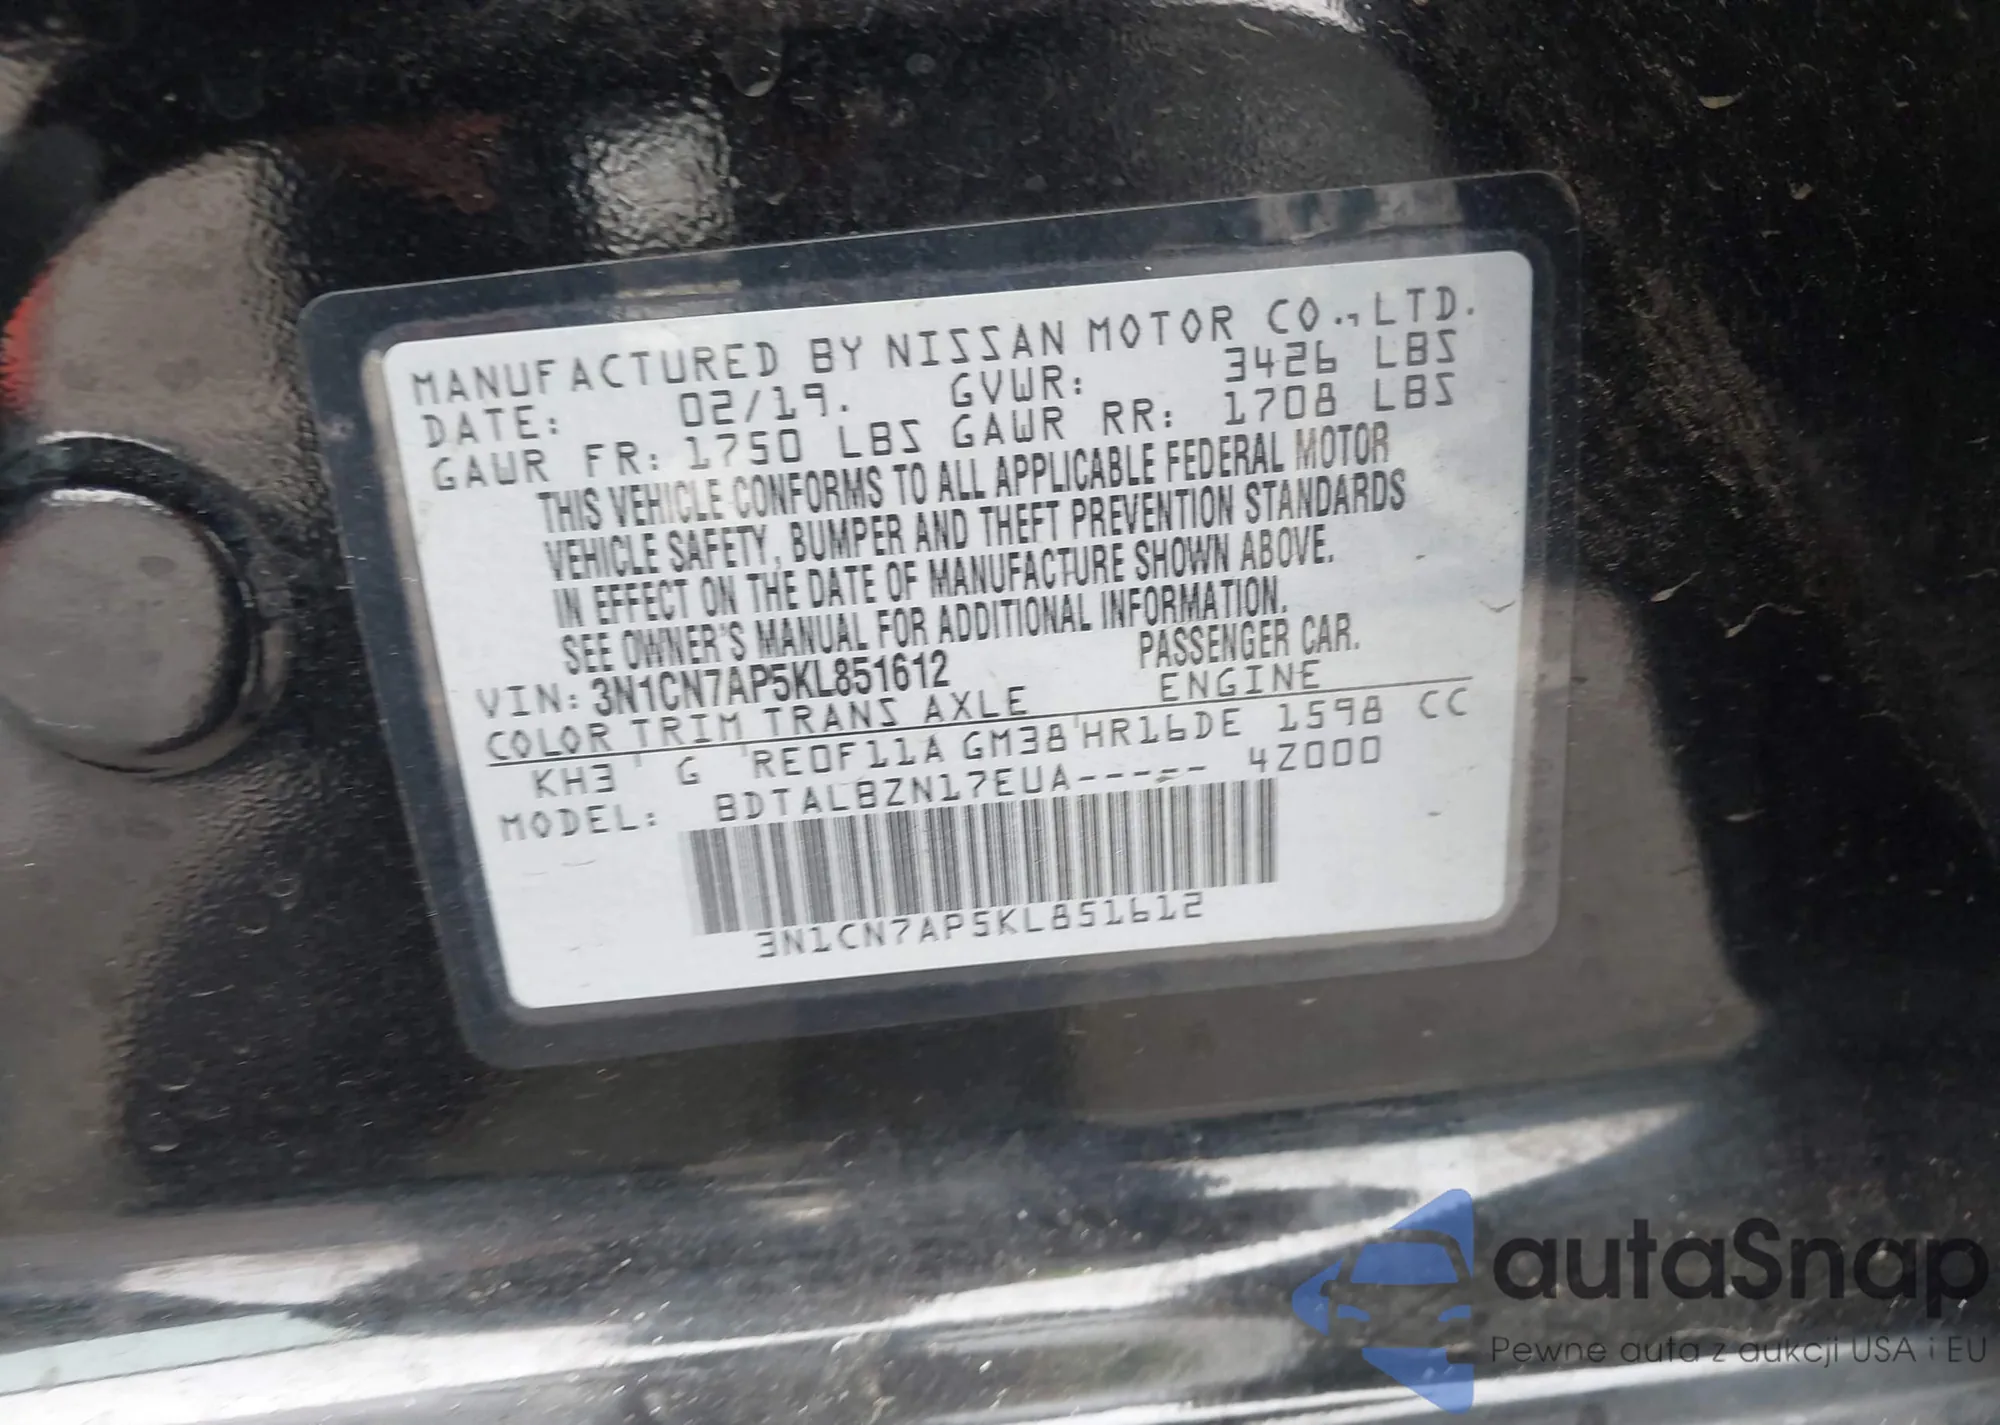 MANUFACTURED BY NISSAN MOTOR CO.,LTD.
DATE: 02/19. GVWR: 3426 LBS
GAWR FR: 1750 LBS GAWR RR: 1708 LBS
THIS VEHICLE CONFORMS TO ALL APPLICABLE FEDERAL MOTOR
VEHICLE SAFETY, BUMPER AND THEFT PREVENTION STANDARDS
IN EFFECT ON THE DATE OF MANUFACTURE SHOWN ABOVE.
SEE OWNER'S MANUAL FOR ADDITIONAL INFORMATION.
VIN: 3N1CN7AP5KL851612 PASSENGER CAR.
COLOR TRIM TRANS AXLE ENGINE
KH3 ' G 'RE0F11A GM38'HR16DE 1598 CC
MODEL: BDTALBZN17EUA----- 4Z000
3N1CN7AP5KL851612
autaSnap
Pewne auta z aukcji USA i EU